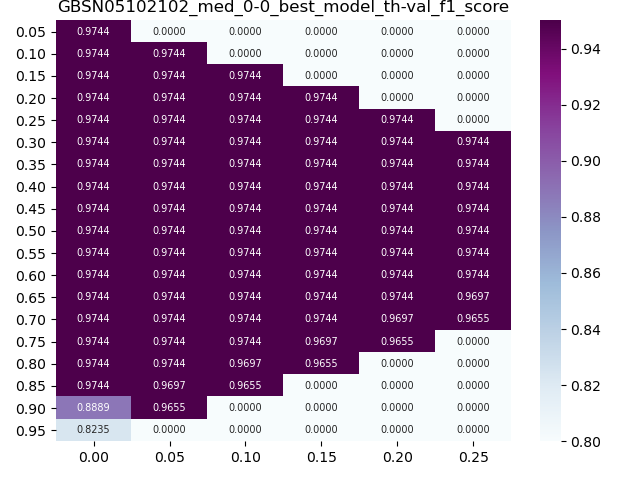 GBSN05102102_med_0-0_best_model_th-val_f1_score
0.05 0.9744 0.0000 0.0000 0.0000 0.0000 0.0000
0.10 0.9744 0.9744 0.0000 0.0000 0.0000 0.0000
0.15 0.9744 0.9744 0.9744 0.0000 0.0000 0.0000
0.20 0.9744 0.9744 0.9744 0.9744 0.0000 0.0000
0.25 0.9744 0.9744 0.9744 0.9744 0.9744 0.0000
0.30 0.9744 0.9744 0.9744 0.9744 0.9744 0.9744
0.35 0.9744 0.9744 0.9744 0.9744 0.9744 0.9744
0.40 0.9744 0.9744 0.9744 0.9744 0.9744 0.9744
0.45 0.9744 0.9744 0.9744 0.9744 0.9744 0.9744
0.50 0.9744 0.9744 0.9744 0.9744 0.9744 0.9744
0.55 0.9744 0.9744 0.9744 0.9744 0.9744 0.9744
0.60 0.9744 0.9744 0.9744 0.9744 0.9744 0.9744
0.65 0.9744 0.9744 0.9744 0.9744 0.9744 0.9697
0.70 0.9744 0.9744 0.9744 0.9744 0.9697 0.9655
0.75 0.9744 0.9744 0.9744 0.9697 0.9655 0.0000
0.80 0.9744 0.9744 0.9697 0.9655 0.0000 0.0000
0.85 0.9744 0.9697 0.9655 0.0000 0.0000 0.0000
0.90 0.8889 0.9655 0.0000 0.0000 0.0000 0.0000
0.95 0.8235 0.0000 0.0000 0.0000 0.0000 0.0000
0.00 0.05 0.10 0.15 0.20 0.25
0.94
0.92
0.90
0.88
0.86
0.84
0.82
0.80